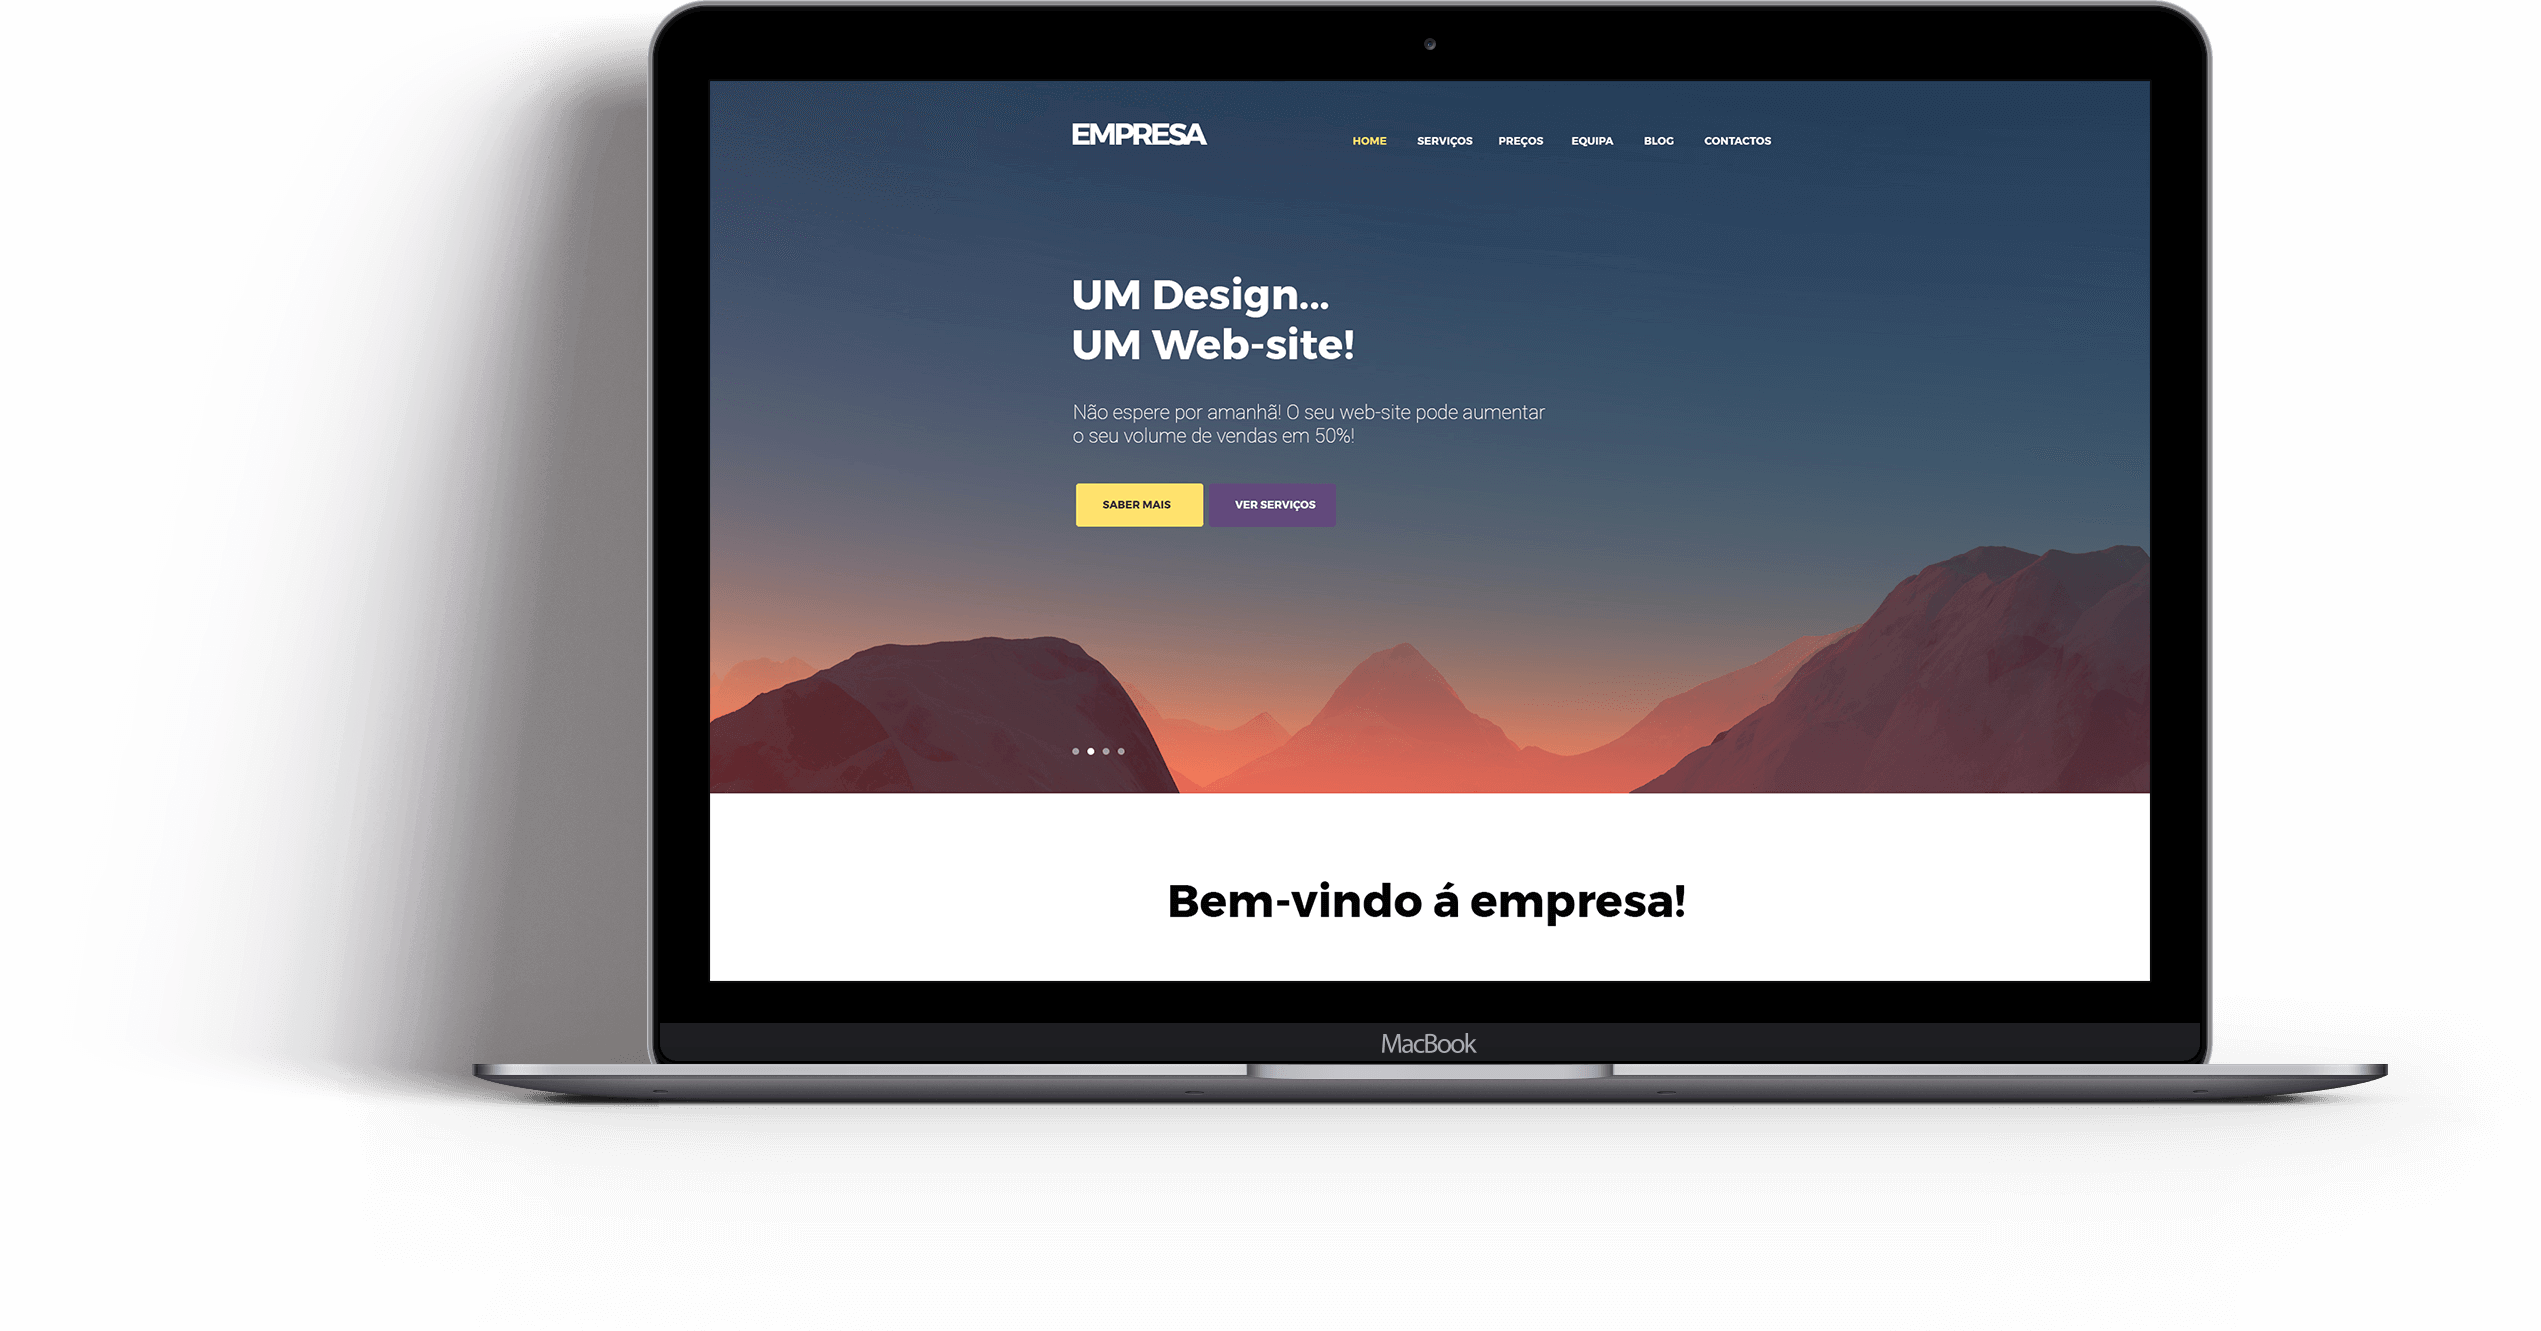 EMPRESA
HOME SERVIÇOS PREÇOS EQUIPA BLOG CONTACTOS
UM Design...
UM Web-site!
Não espere por amanhã! O seu web-site pode aumentar
o seu volume de vendas em 50%!
SABER MAIS VER SERVIÇOS
Bem-vindo á empresa!
MacBook